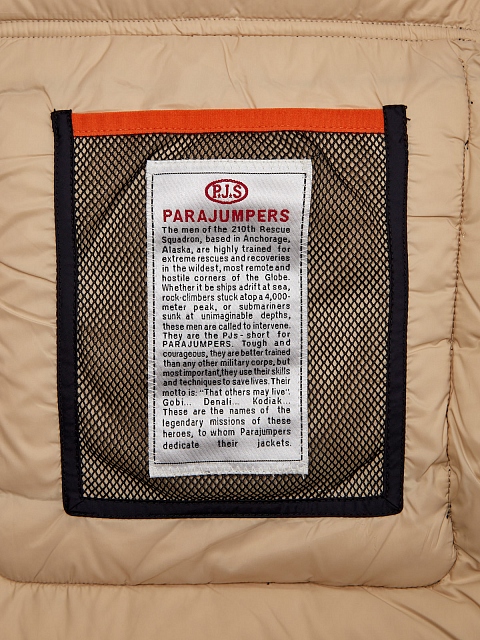 P.J.S
PARAJUMPERS
The men of the 210th Rescue
Squadron, based in Anchorage,
Alaska, are highly trained for
extreme rescues and recoveries
in the wildest, most remote and
hostile corners of the Globe.
Whether it be ships adrift at sea,
rock-climbers stuck atop a 4,000-
meter peak, or submariners
sunk at unimaginable depths,
these men are called to intervene.
They are the PJs - short for
PARAJUMPERS. Tough and
courageous, they are better trained
than any other military corps, but
most important, they use their skills
and techniques to save lives. Their
motto is: "That others may live".
Gobi... Denali... Kodiak...
These are the names of the
legendary missions of these
heroes, to whom Parajumpers
dedicate their jackets.